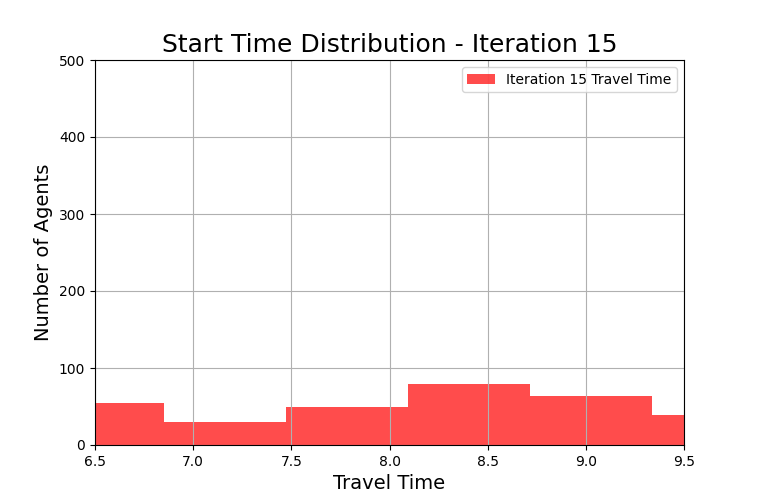 Start Time Distribution - Iteration 15
Iteration 15 Travel Time
500
400
300
200
100
0
Number of Agents
6.5 7.0 7.5 8.0 8.5 9.0 9.5
Travel Time